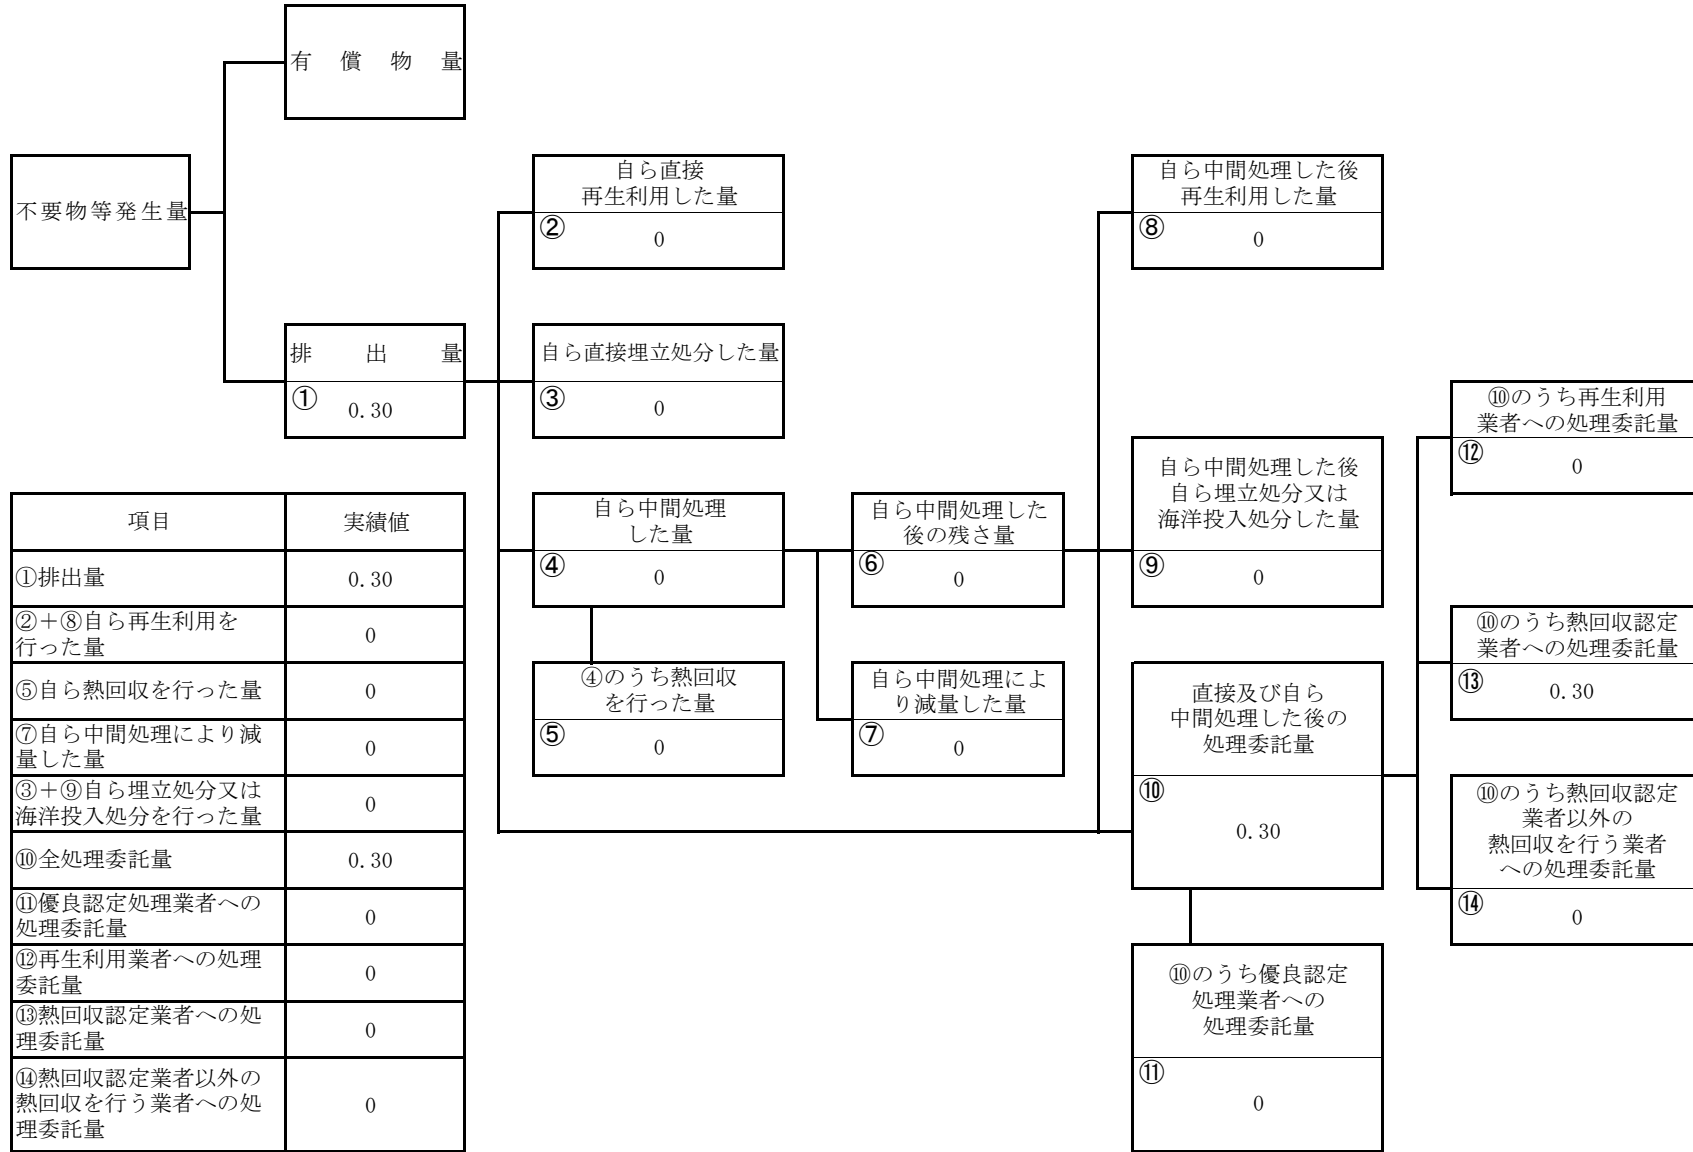 有償物量
不要物等発生量
排出量
①
0.30
自ら直接
再生利用した量
②
0
自ら直接埋立処分した量
③
0
自ら中間処理
した量
④
0
④のうち熱回収
を行った量
⑤
0
自ら中間処理した
後の残さ量
⑥
0
自ら中間処理によ
り減量した量
⑦
0
自ら中間処理した後
再生利用した量
⑧
0
自ら中間処理した後
自ら埋立処分又は
海洋投入処分した量
⑨
0
直接及び自ら
中間処理した後の
処理委託量
⑩
0.30
⑩のうち優良認定
処理業者への
処理委託量
⑪
0
⑩のうち再生利用
業者への処理委託量
⑫
0
⑩のうち熱回収認定
業者への処理委託量
⑬
0.30
⑩のうち熱回収認定
業者以外の
熱回収を行う業者
への処理委託量
⑭
0
項目 実績値
①排出量 0.30
②＋⑧自ら再生利用を
行った量
0
⑤自ら熱回収を行った量 0
⑦自ら中間処理により減
量した量
0
③＋⑨自ら埋立処分又は
海洋投入処分を行った量
0
⑩全処理委託量 0.30
⑪優良認定処理業者への
処理委託量
0
⑫再生利用業者への処理
委託量
0
⑬熱回収認定業者への処
理委託量
0
⑭熱回収認定業者以外の
熱回収を行う業者への処
理委託量
0